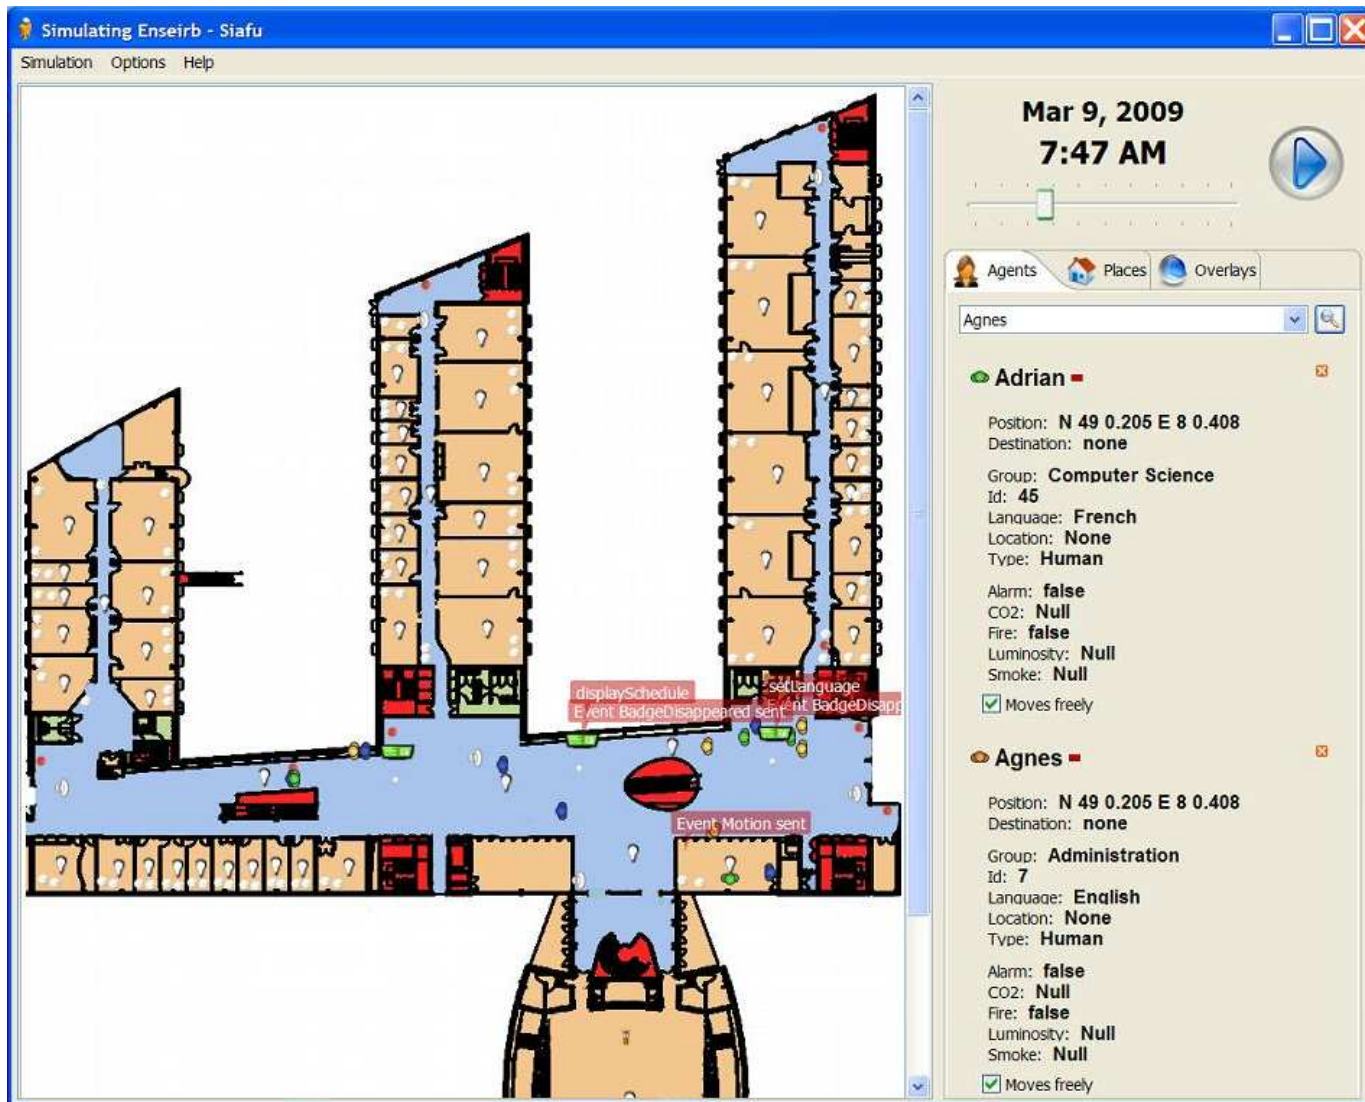 Simulating Enseirb - Siafu
Simulation Options Help
Mar 9, 2009
7:47 AM
Agents Places Overlays
Agnes
Adrian
Position: N 49 0.205 E 8 0.408
Destination: none
Group: Computer Science
Id: 45
Language: French
Location: None
Type: Human
Alarm: false
CO2: Null
Fire: false
Luminosity: Null
Smoke: Null
Moves freely
Agnes
Position: N 49 0.205 E 8 0.408
Destination: none
Group: Administration
Id: 7
Language: English
Location: None
Type: Human
Alarm: false
CO2: Null
Fire: false
Luminosity: Null
Smoke: Null
Moves freely
displaySchedule
Event BadgeDisappeared sent
setLanguage
Event BadgeDisapp
Event Motion sent